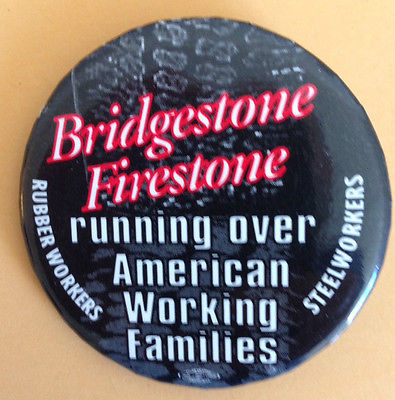 Bridgestone
Firestone
running over
American
Working
Families
RUBBER WORKERS
STEELWORKERS